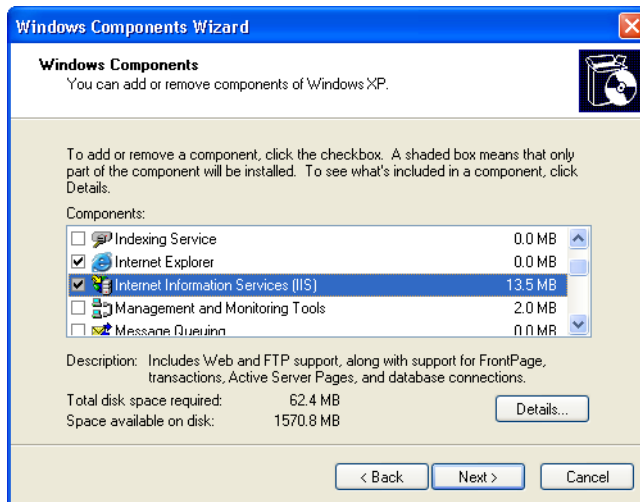 Windows Components Wizard
Windows Components
You can add or remove components of Windows XP.
To add or remove a component, click the checkbox. A shaded box means that only
part of the component will be installed. To see what's included in a component, click
Details.
Components:
Indexing Service 0.0 MB
Internet Explorer 0.0 MB
Internet Information Services (IIS) 13.5 MB
Management and Monitoring Tools 2.0 MB
Message Queuing 0.0 MB
Description: Includes Web and FTP support, along with support for FrontPage,
transactions, Active Server Pages, and database connections.
Total disk space required: 62.4 MB
Space available on disk: 1570.8 MB
Details...
< Back Next > Cancel